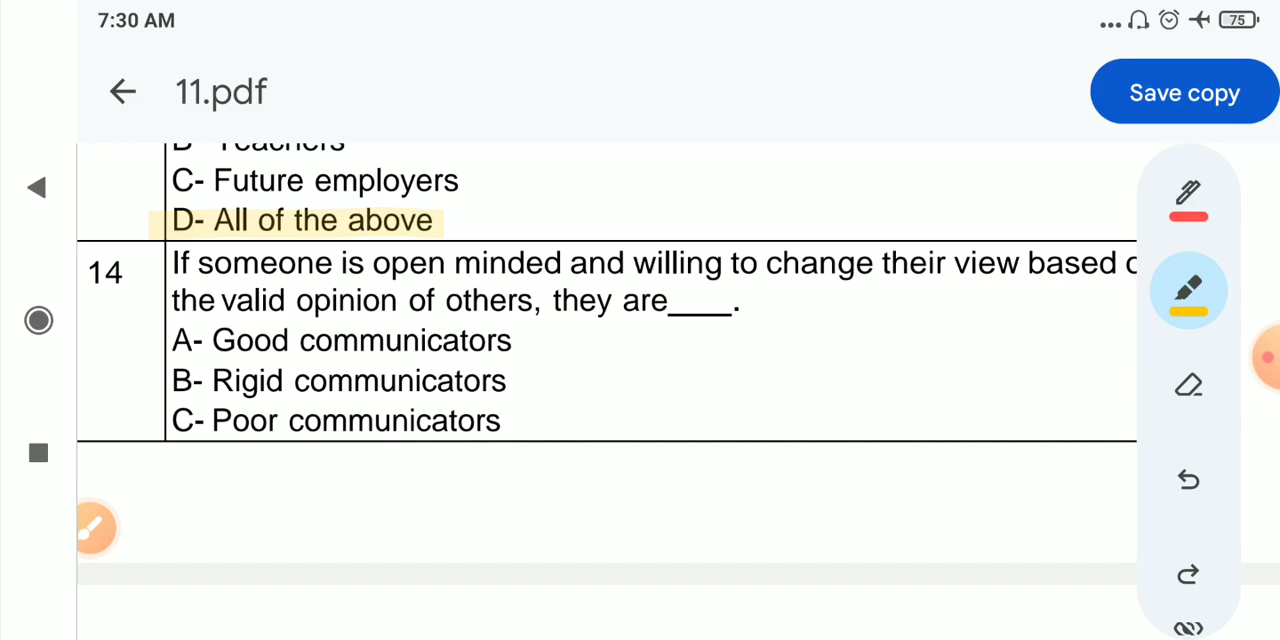 7:30 AM
75
11.pdf
Save copy
B- Teachers
C- Future employers
D- All of the above
14
If someone is open minded and willing to change their view based
the valid opinion of others, they are____.
A- Good communicators
B- Rigid communicators
C- Poor communicators